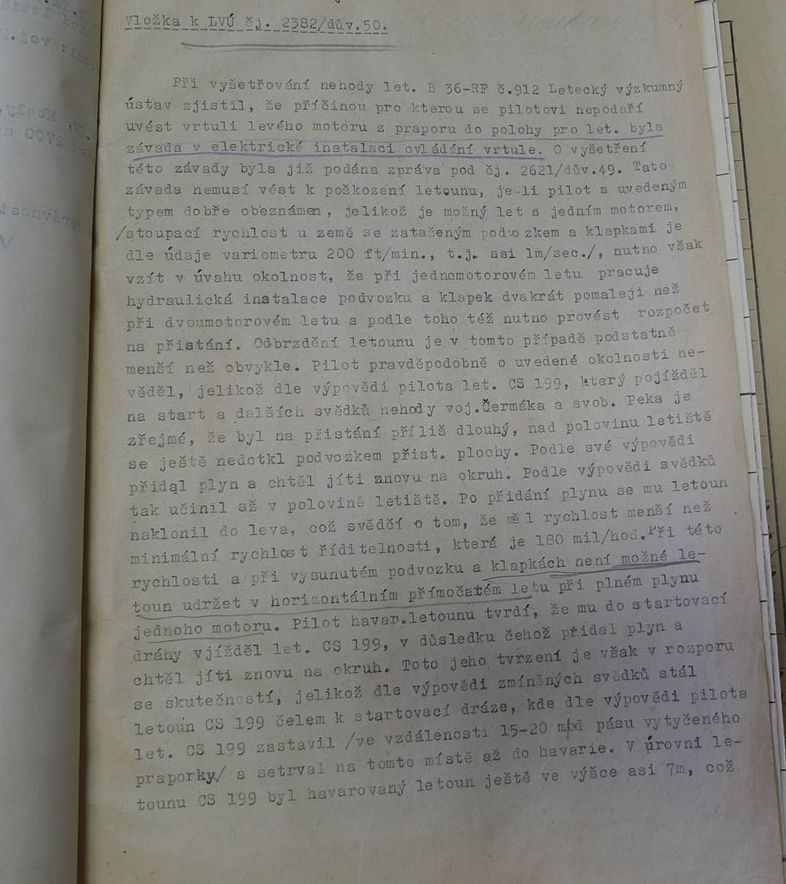 Vložka k LVÚ čj. 2382/dův.50.
Při vyšetřování nehody let. B 36-RF č.912 Letecký výzkumný
ústav zjistil, že příčinou pro kterou se pilotovi nepodaří
uvést vrtuli levého motoru z praporu do polohy pro let. byla
závada v elektrické inatalaci ovládání vrtule. O vyšetření
této závady byla již podána zpráva pod čj. 2621/dův.49. Tato
závada nemusí vést k poškození letounu, je-li pilot s uvedeným
typem dobře obeznámen, jelikož je možný let s jedním motorem,
/stoupací rychlost u země se zataženým podvozkem a klapkami je
dle údaje variometru 200 ft/min., t.j. asi 1m/sec./, nutno však
vzít v úvahu okolnost, že při jednomotorovém letu pracuje
hydraulická instalace podvozku a klapek dvakrát pomaleji než
při dvoumotorovém letu a podle toho též nutno provést rozpočet
na přistání. Odbrzdění letounu je v tomto případě podstatně
menší než obvykle. Pilot pravděpodobně o uvedené okolnosti ne-
věděl, jelikož dle výpovědi pilota let. CS 199, který pojížděl
na start a dalších svědků nehody voj.Čermáka a svob. Peka je
zřejmé, že byl na přistání příliš dlouhý, nad polovinu letiště
se ještě nedotkl podvozkem přist. plochy. Podle své výpovědi
přidal plyn a chtěl jíti znovu na okruh. Podle výpovědi svědků
tak učinil až v polovině letiště. Po přidání plynu se mu letoun
naklonil do leva, což svědčí o tom, že měl rychlost menší než
minimální rychlost říditelnosti, která je 180 mil/hod. Při této
rychlosti a při vysunutém podvozku a klapkách není možné le-
toun udržet v horizontálním přímočatém letu při plném plynu
jednoho motoru. Pilot havar.letounu tvrdí, že mu do startovací
dráhy vjížděl let. CS 199, v důsledku čehož přidal plyn a
chtěl jíti znovu na okruh. Toto jeho tvrzení je však v rozporu
se skutečností, jelikož dle výpovědi zmíněných svědků stál
letoun CS 199 čelem k startovací dráze, kde dle výpovědi pilota
let. CS 199 zastavil /ve vzdálenosti 15-20 m od pásu vytyčeného
praporky/ a setrval na tomto místě až do havarie. V úrovni le-
tounu CS 199 byl havarovaný letoun ještě ve výšce asi 7m, což